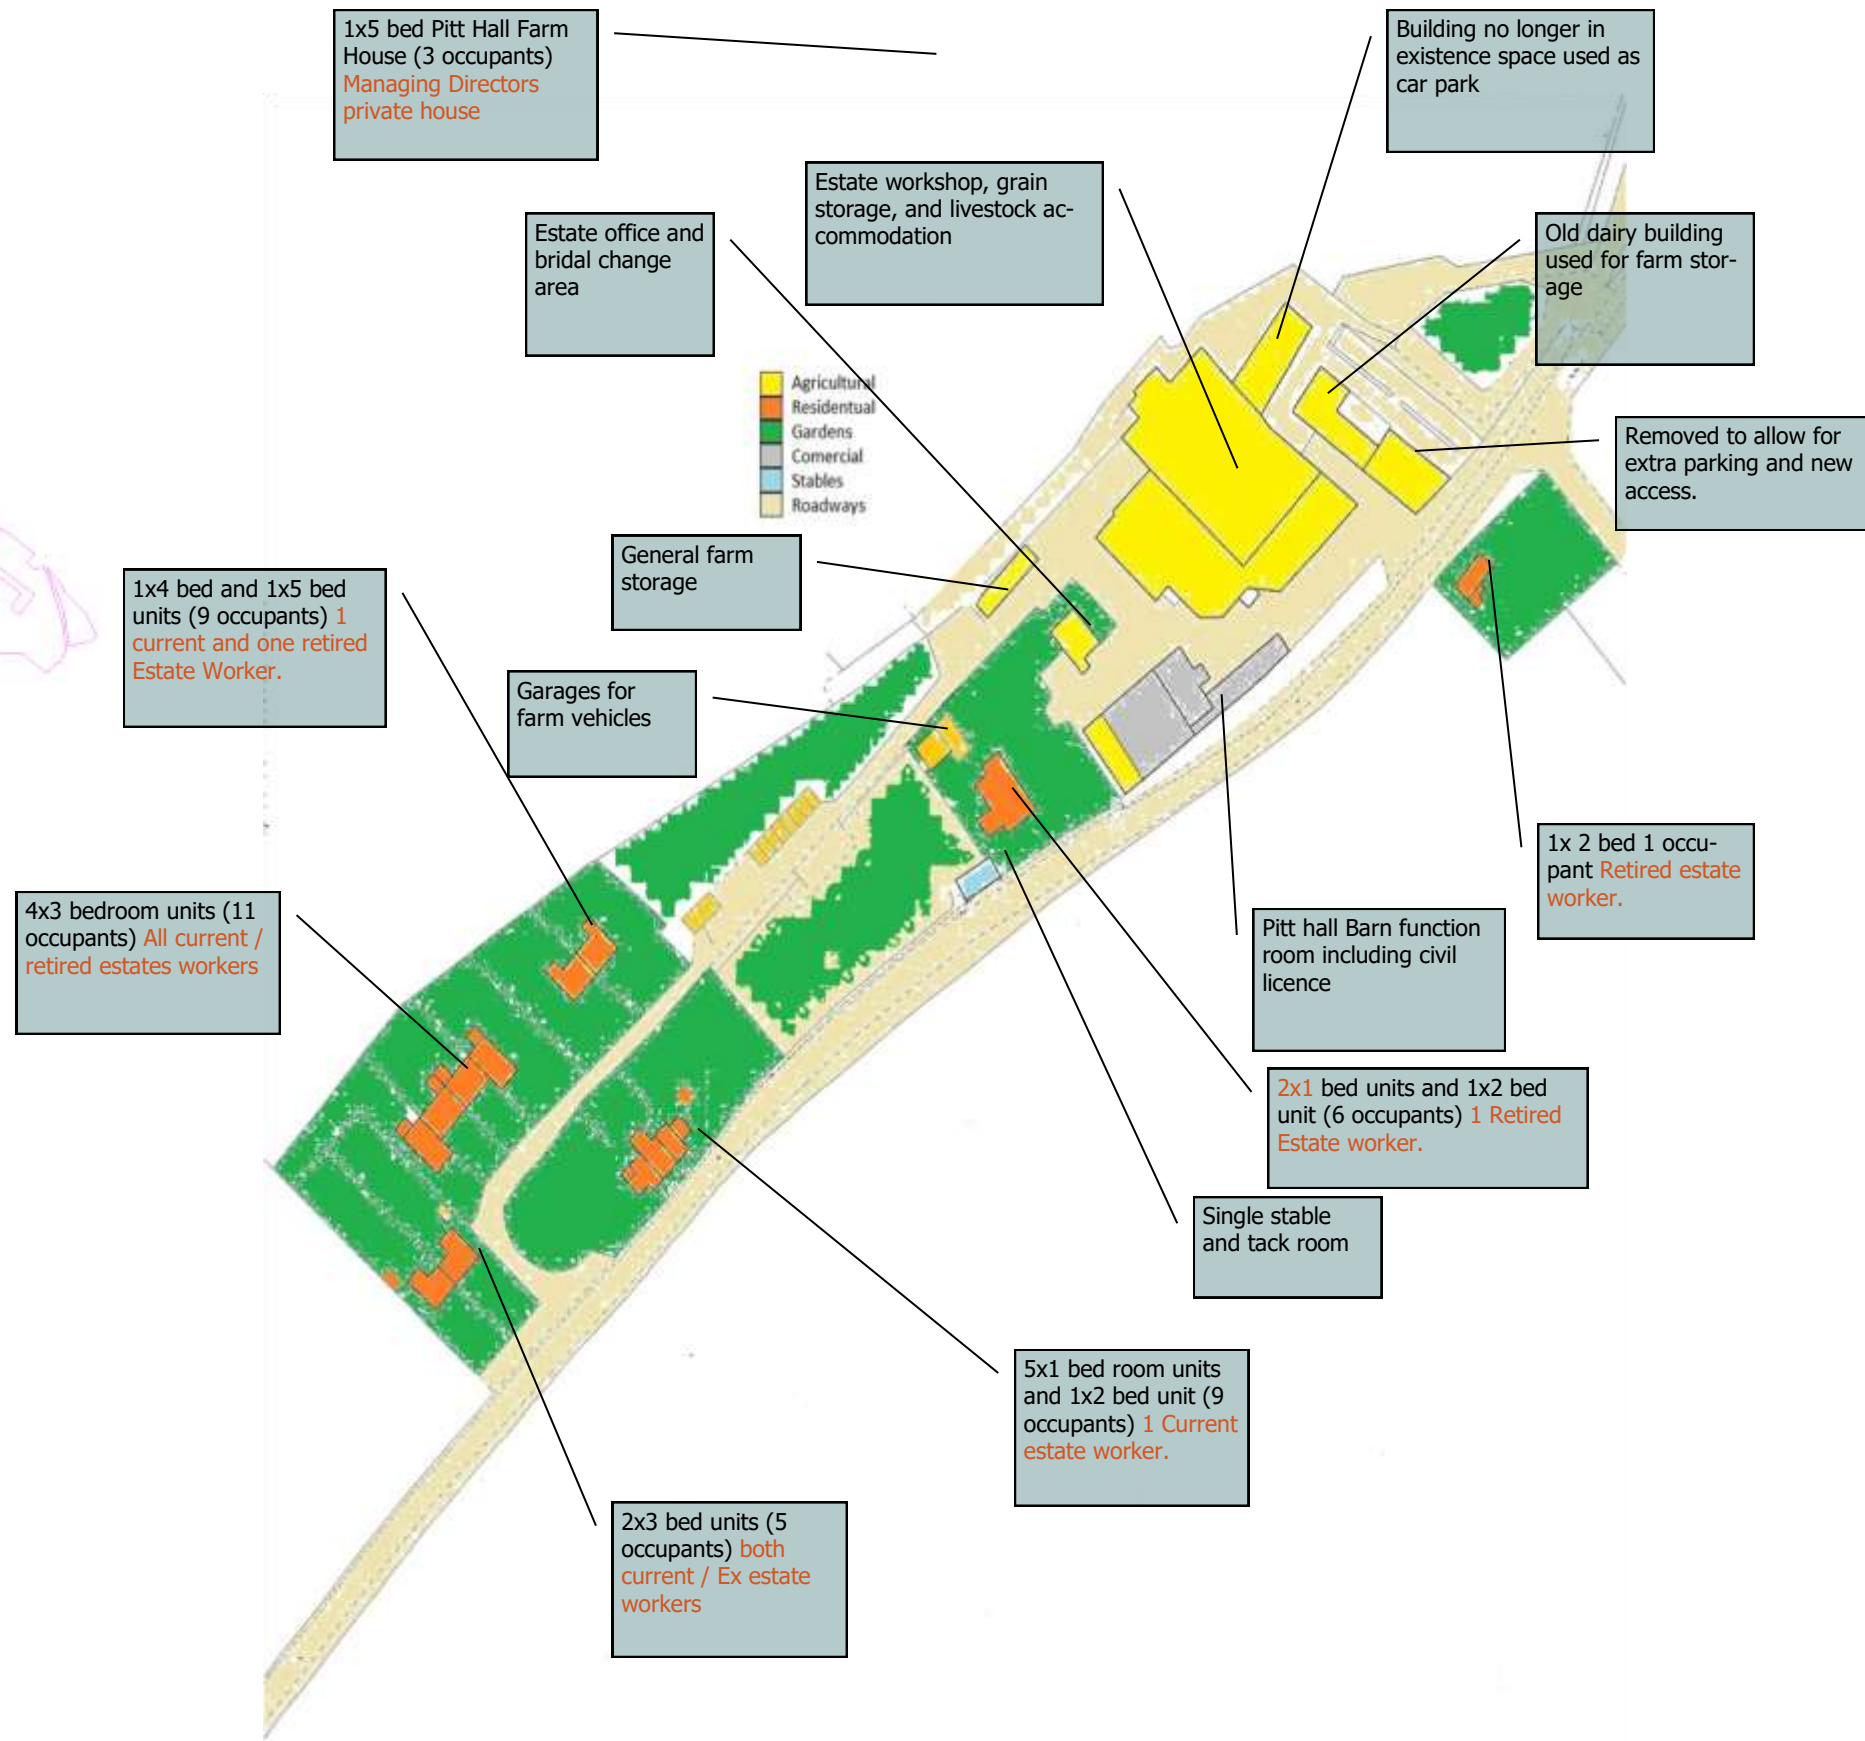 1x5 bed Pitt Hall Farm
House (3 occupants)
Managing Directors
private house
Building no longer in
existence space used as
car park
Estate workshop, grain
storage, and livestock ac-
commodation
Estate office and
bridal change
area
Old dairy building
used for farm stor-
age
Agricultural
Residentual
Gardens
Comercial
Stables
Roadways
Removed to allow for
extra parking and new
access.
General farm
storage
1x4 bed and 1x5 bed
units (9 occupants) 1
current and one retired
Estate Worker.
Garages for
farm vehicles
1x 2 bed 1 occu-
pant Retired estate
worker.
4x3 bedroom units (11
occupants) All current /
retired estates workers
Pitt hall Barn function
room including civil
licence
2x1 bed units and 1x2 bed
unit (6 occupants) 1 Retired
Estate worker.
Single stable
and tack room
5x1 bed room units
and 1x2 bed unit (9
occupants) 1 Current
estate worker.
2x3 bed units (5
occupants) both
current / Ex estate
workers